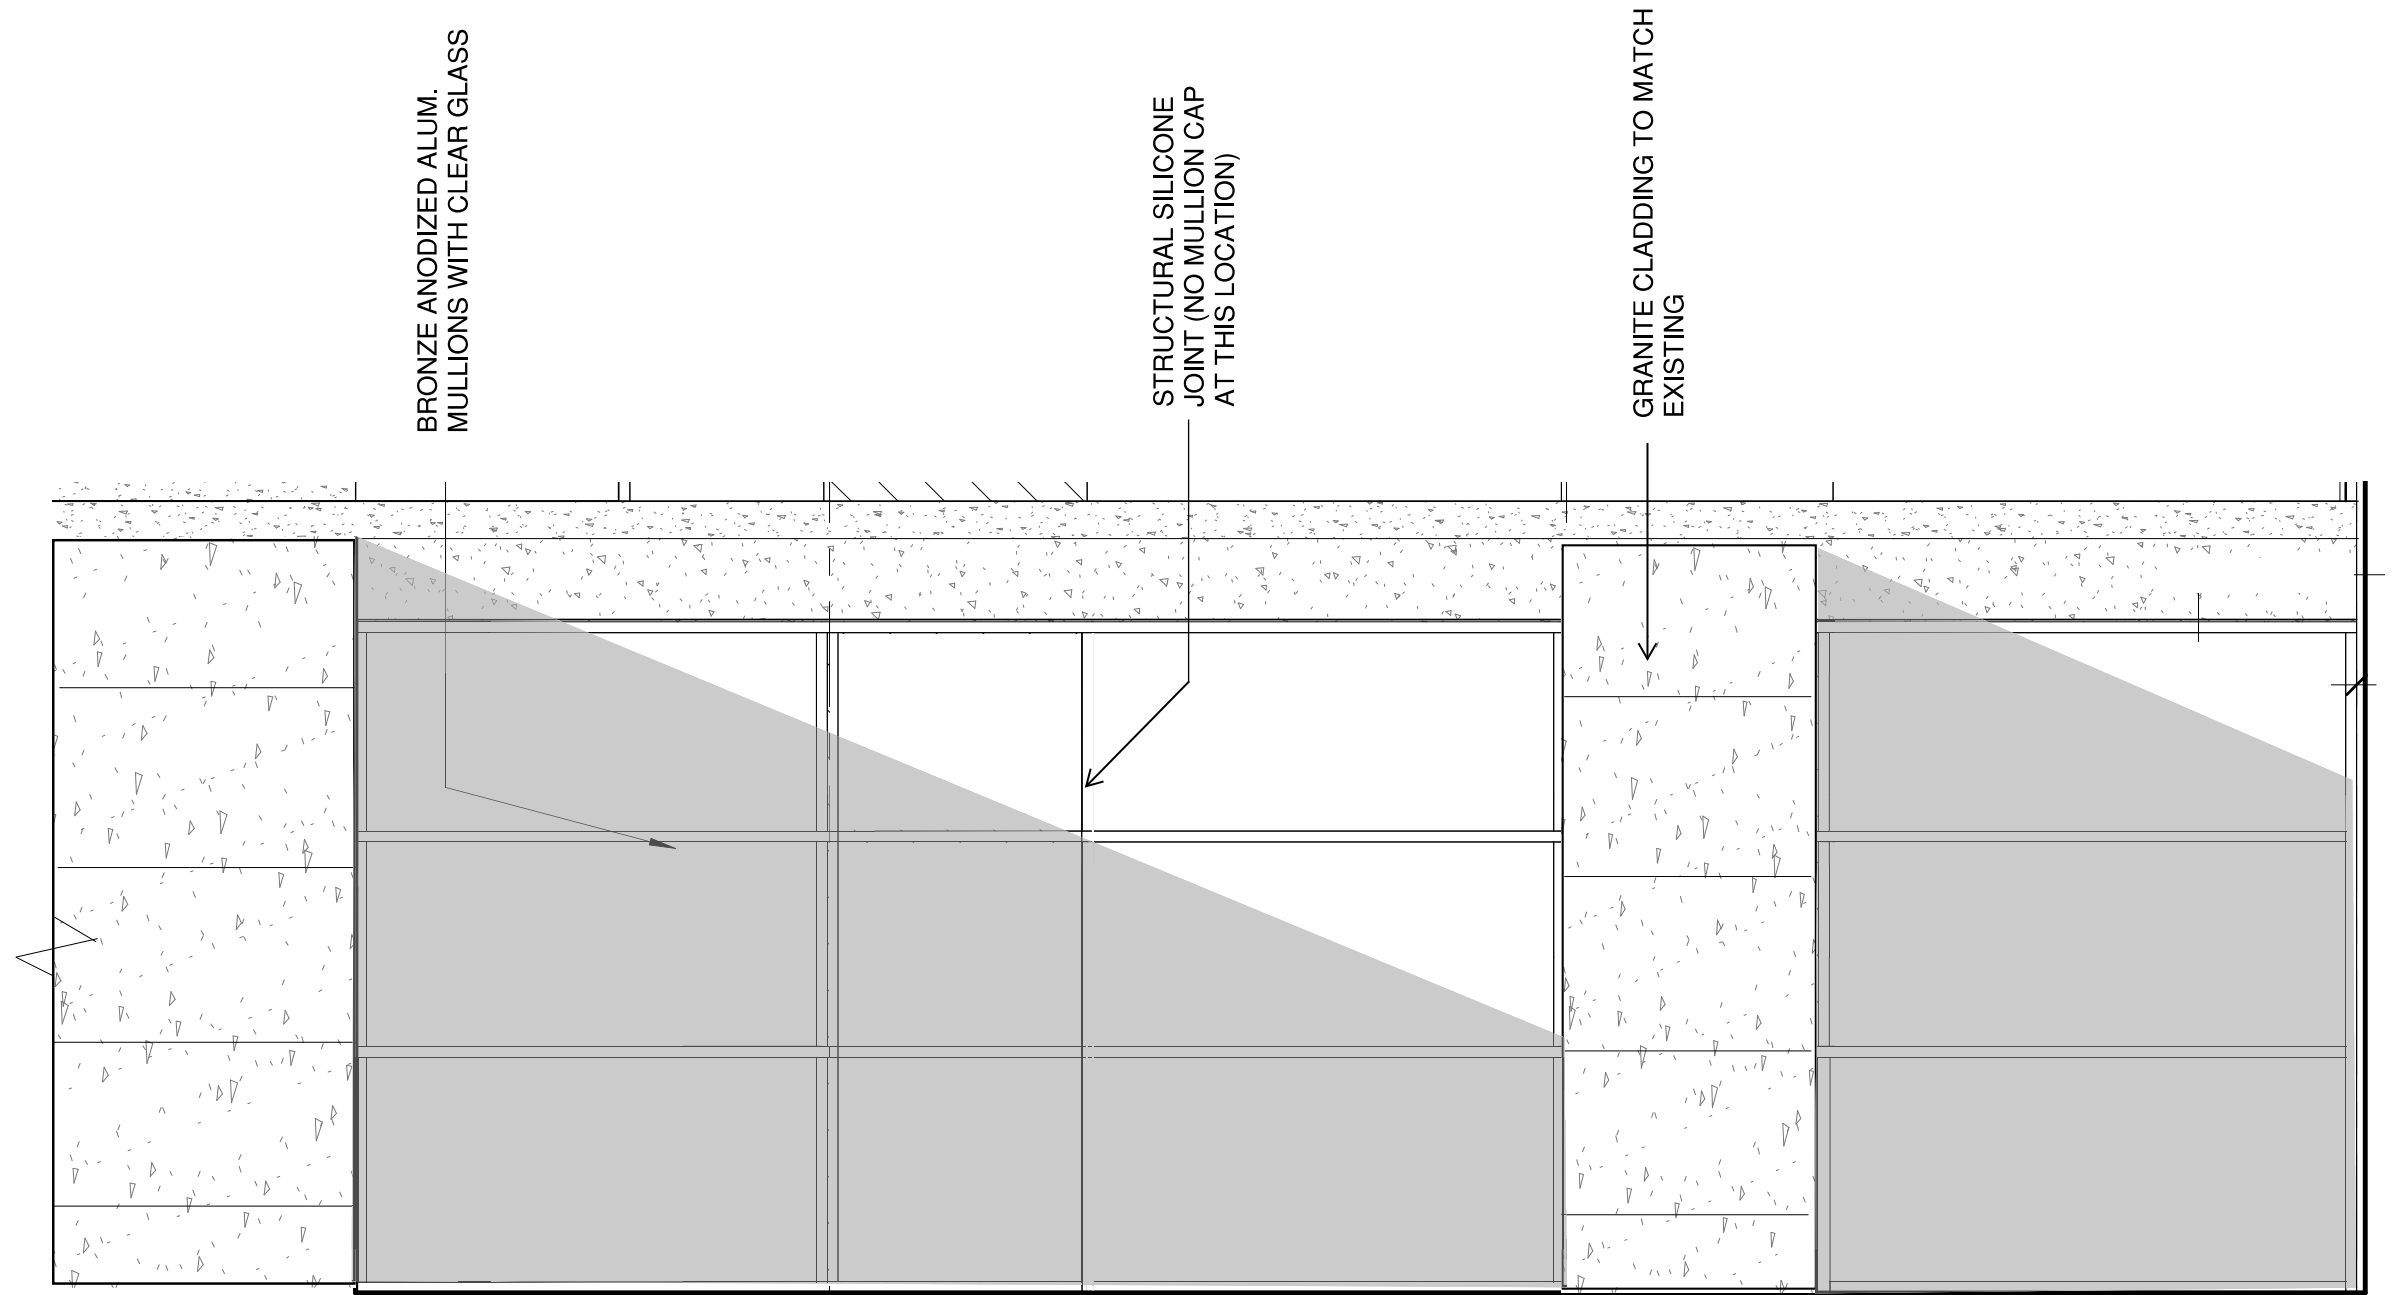 BRONZE ANODIZED ALUM.
MULLIONS WITH CLEAR GLASS
STRUCTURAL SILICONE
JOINT (NO MULLION CAP
AT THIS LOCATION)
GRANITE CLADDING TO MATCH
EXISTING